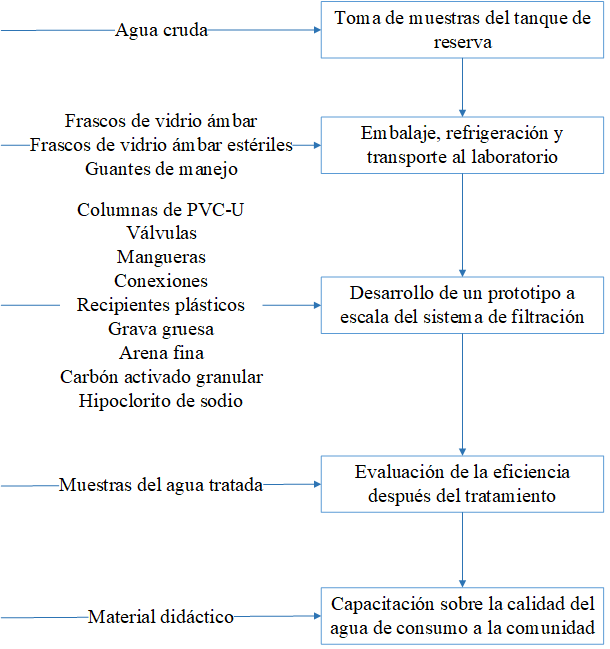 Agua cruda
Toma de muestras del tanque de
reserva
Frascos de vidrio ámbar
Frascos de vidrio ámbar estériles
Guantes de manejo
Embalaje, refrigeración y
transporte al laboratorio
Columnas de PVC-U
Válvulas
Mangueras
Conexiones
Recipientes plásticos
Grava gruesa
Arena fina
Carbón activado granular
Hipoclorito de sodio
Desarrollo de un prototipo a
escala del sistema de filtración
Muestras del agua tratada
Evaluación de la eficiencia
después del tratamiento
Material didáctico
Capacitación sobre la calidad del
agua de consumo a la comunidad